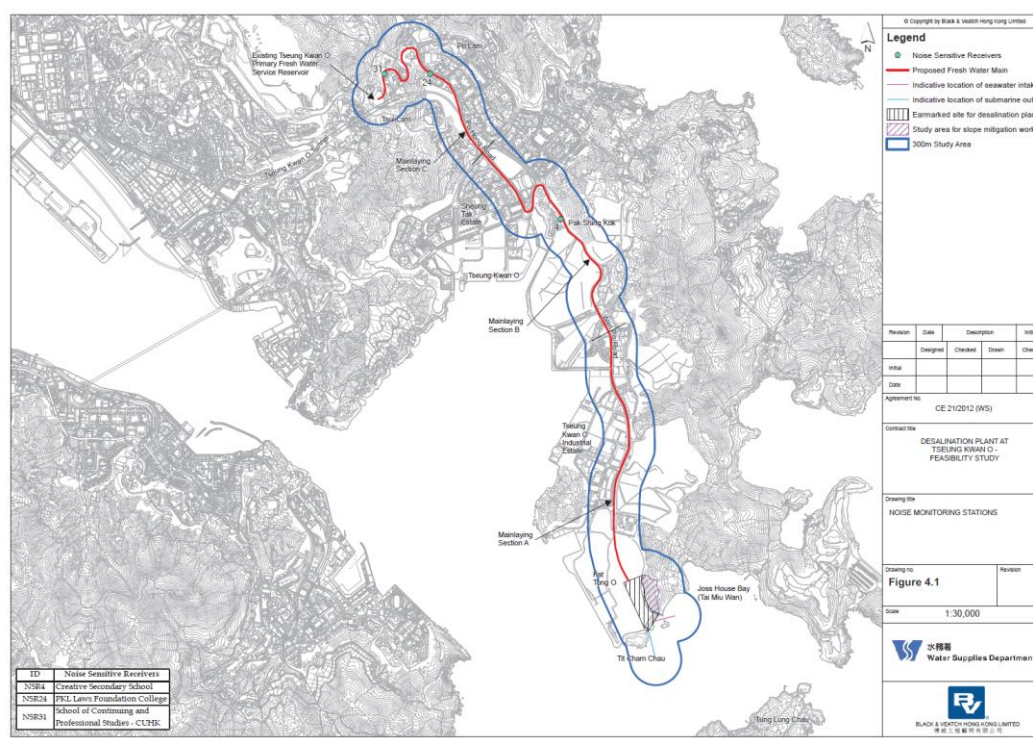 © Copyright by Black & Veatch Hong Kong Limited
Legend
Noise Sensitive Receivers
Proposed Fresh Water Main
Indicative location of seawater
Indicative location of submarine
Earmarked site for desalination
Study area for slope mitigation
300m Study Area
N
Existing Tseung Kwan O
Primary Fresh Water
Service Reservoir
31
24
Po Lam
Tsui Lam
Tseung Kwan O Tunnel
Mainlaying
Section C
Po Hong Road
Sheung
Tak
Estate
4
Pak Shing Kok
Tseung Kwan O
Mainlaying
Section B
Road
Tseung
Kwan O
Industrial
Estate
Mainlaying
Section A
Fat
Tong O
Joss House Bay
(Tai Miu Wan)
Tit Cham Chau
Tung Lung Chau
ID Noise Sensitive Receivers
NSR4 Creative Secondary School
NSR24 PKL Laws Foundation College
NSR31 School of Continuing and
Professional Studies - CUHK
Revision Date Description
Designed Checked Drawn
Initial
Date
Agreement No.
CE 21/2012 (WS)
Contract title
DESALINATION PLANT AT
TSEUNG KWAN O -
FEASIBILITY STUDY
Drawing title
NOISE MONITORING STATIONS
Drawing no. Revision
Figure 4.1
Scale 1:30,000
水務署
Water Supplies
BV
BLACK & VEATCH HONG KONG LIMITED